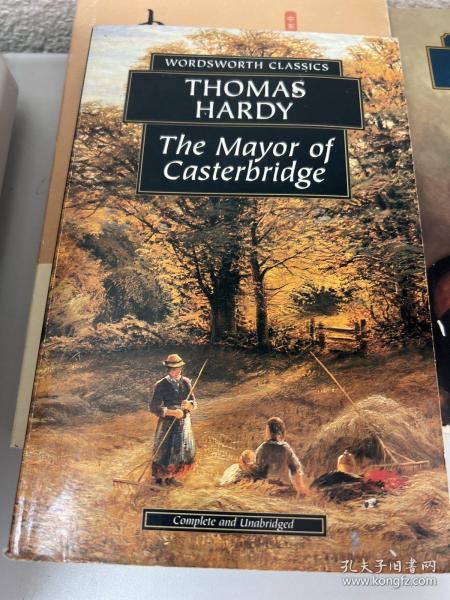 WORDSWORTH CLASSICS
THOMAS
HARDY
The Mayor of
Casterbridge
Complete and Unabridged
孔夫子旧书网
www.kongfz.com